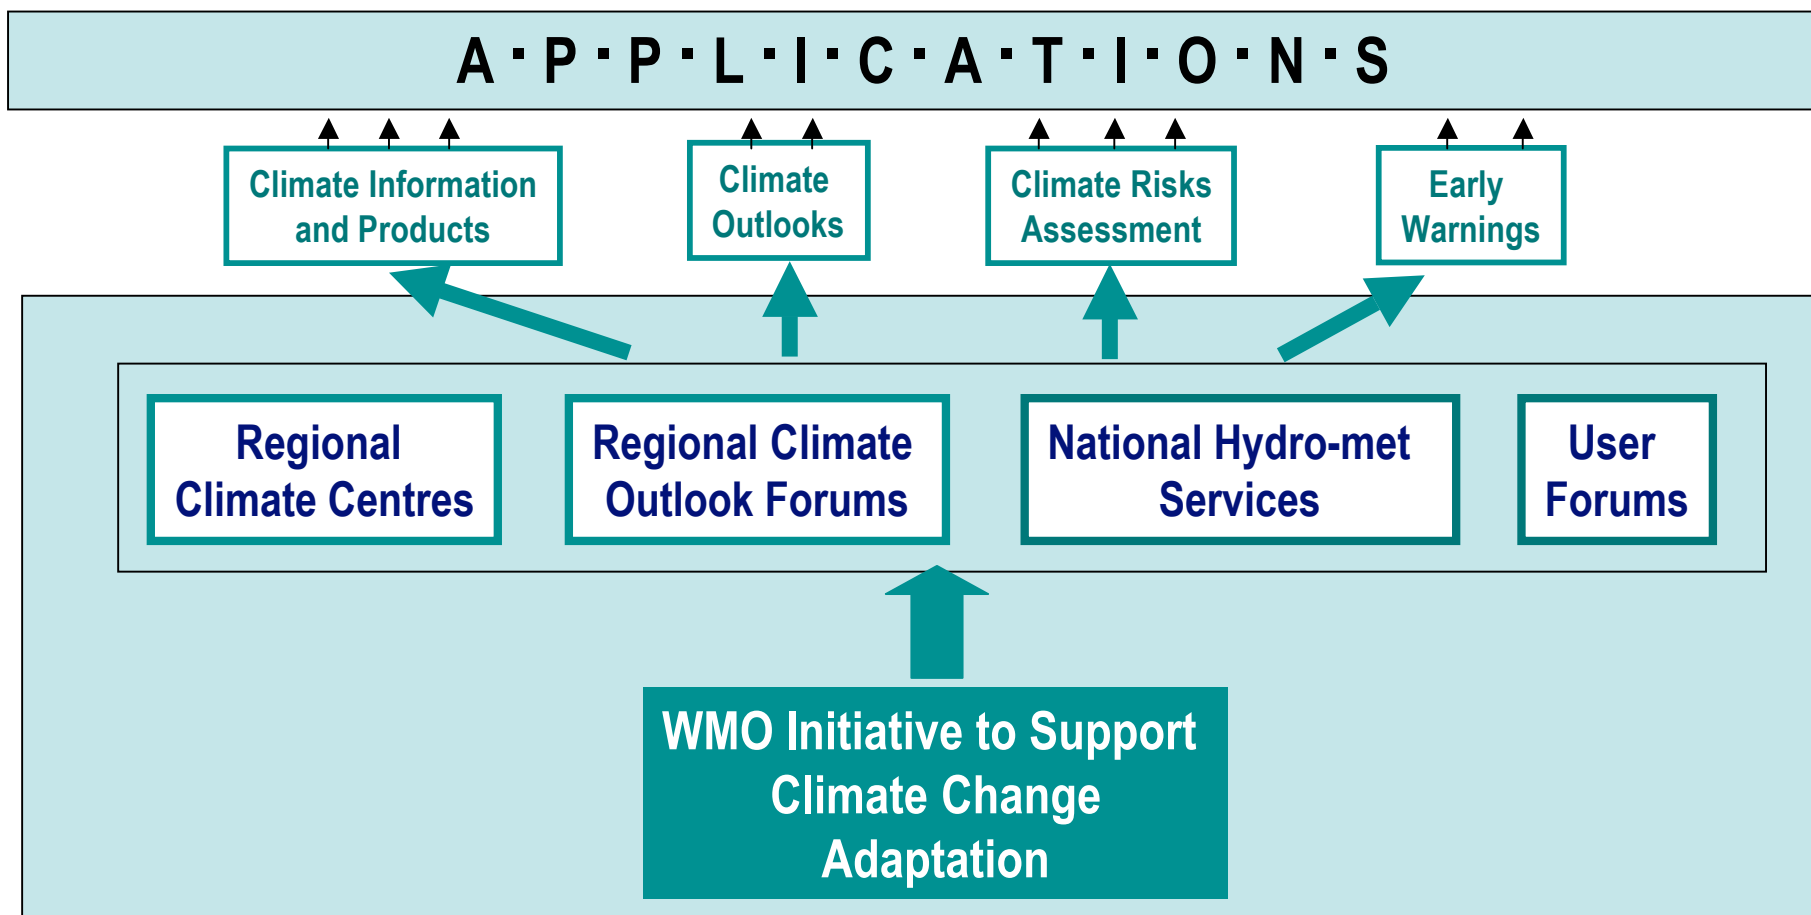 A·P·P·L·I·C·A·T·I·O·N·S
Climate Information
and Products
Climate
Outlooks
Climate Risks
Assessment
Early
Warnings
Regional
Climate Centres
Regional Climate
Outlook Forums
National Hydro-met
Services
User
Forums
WMO Initiative to Support
Climate Change
Adaptation